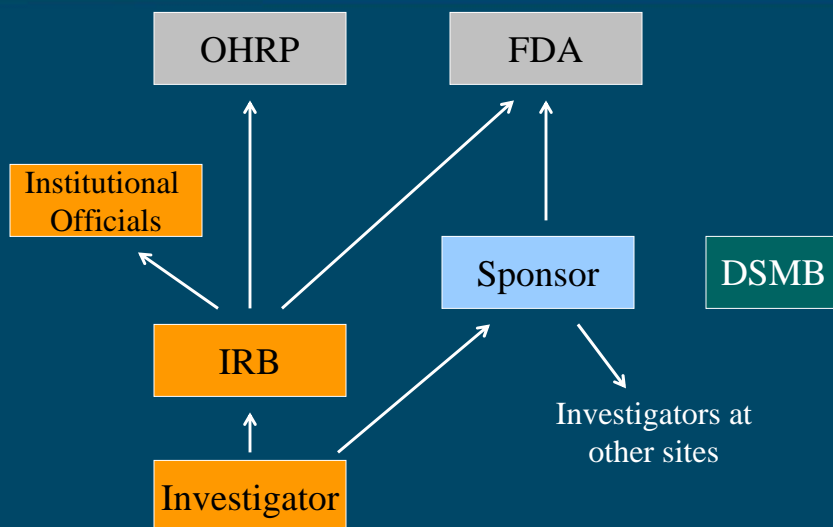 OHRP
FDA
Institutional
Officials
Sponsor
DSMB
IRB
Investigators at
other sites
Investigator